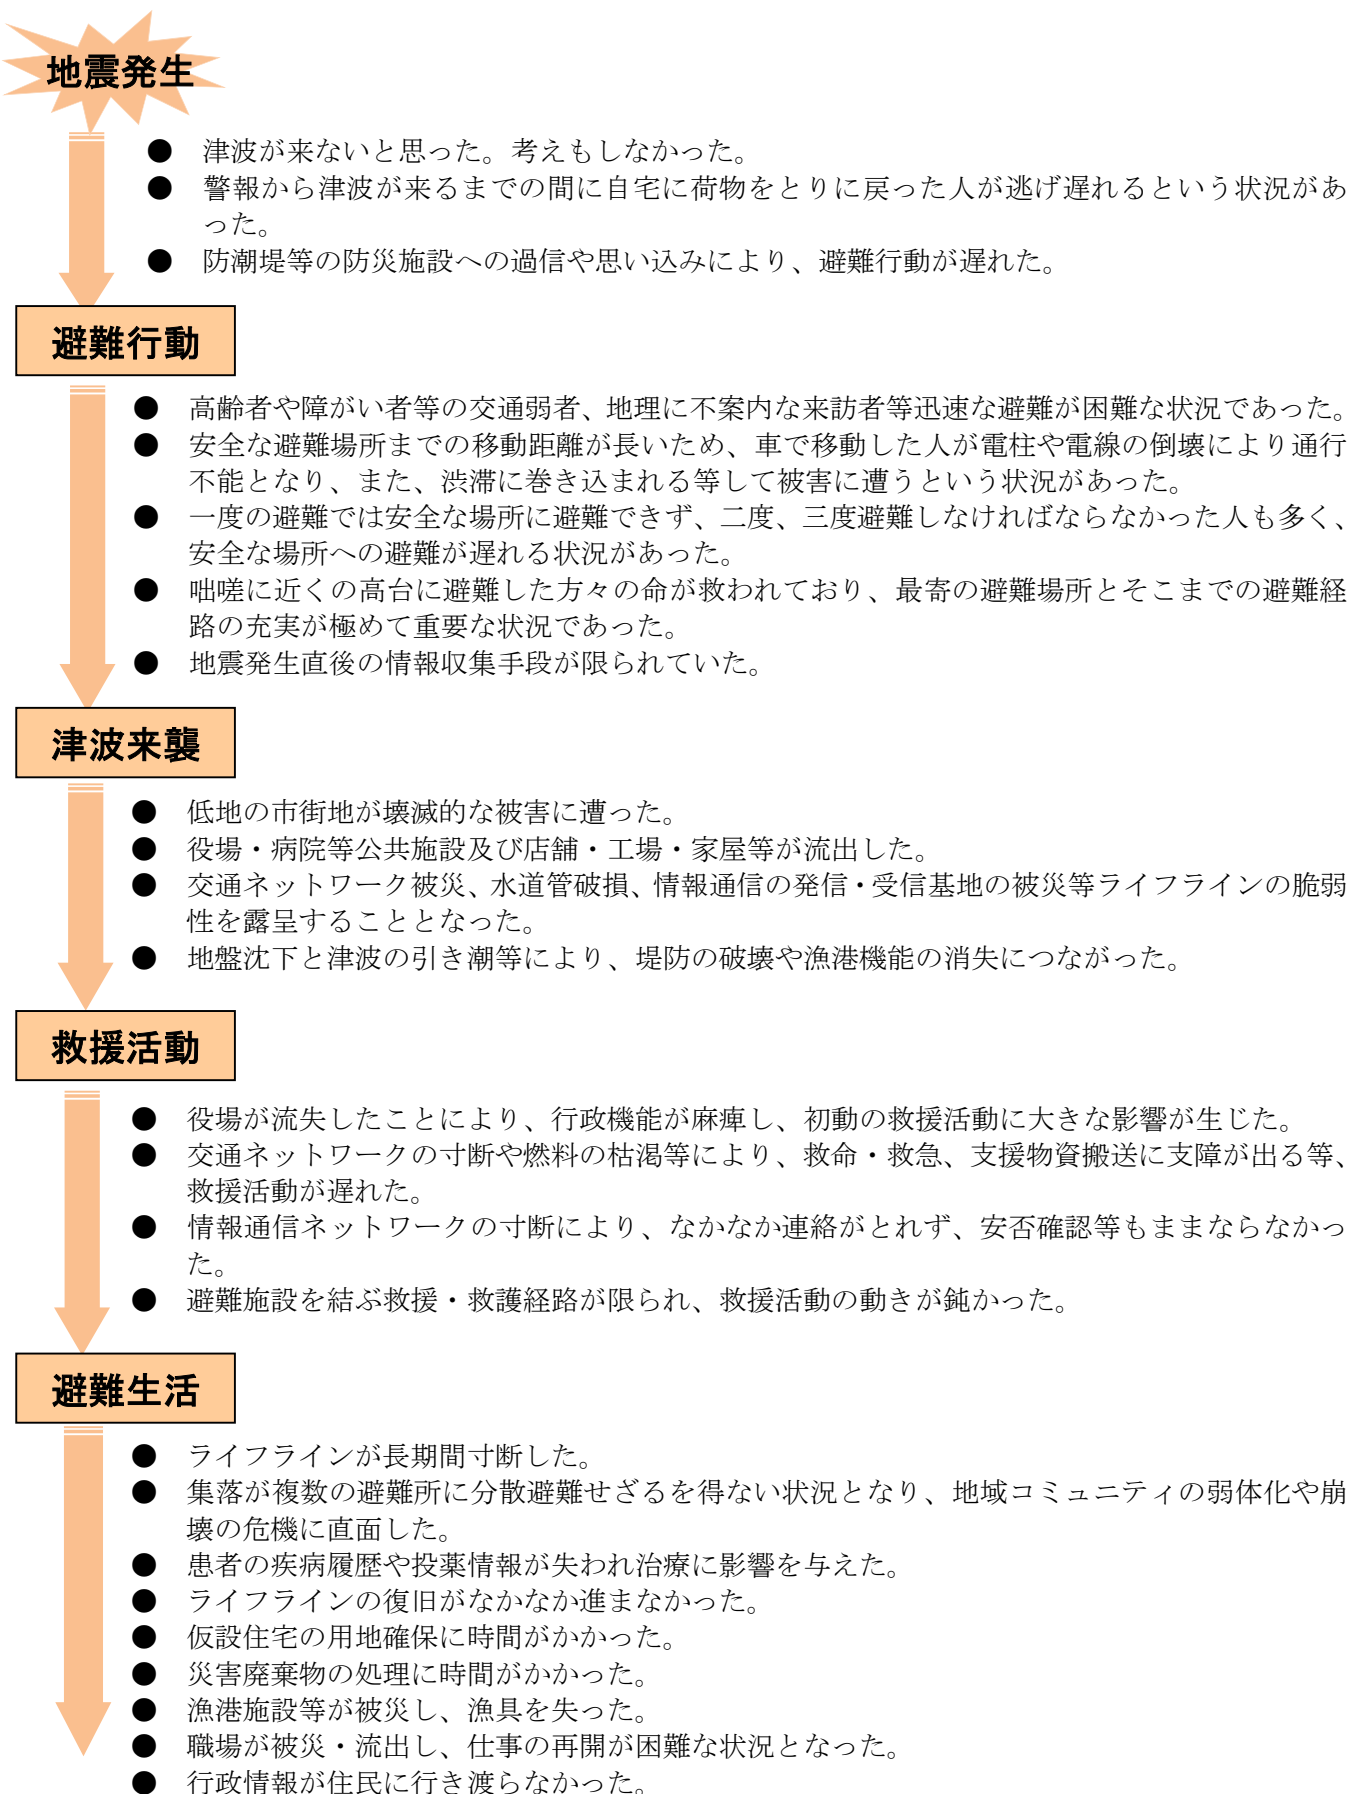 地震発生
● 津波が来ないと思った。考えもしなかった。
● 警報から津波が来るまでの間に自宅に荷物をとりに戻った人が逃げ遅れるという状況があ
った。
● 防潮堤等の防災施設への過信や思い込みにより、避難行動が遅れた。
避難行動
● 高齢者や障がい者等の交通弱者、地理に不案内な来訪者等迅速な避難が困難な状況であった。
● 安全な避難場所までの移動距離が長いため、車で移動した人が電柱や電線の倒壊により通行
不能となり、また、渋滞に巻き込まれる等して被害に遭うという状況があった。
● 一度の避難では安全な場所に避難できず、二度、三度避難しなければならなかった人も多く、
安全な場所への避難が遅れる状況があった。
● 咄嗟に近くの高台に避難した方々の命が救われており、最寄の避難場所とそこまでの避難経
路の充実が極めて重要な状況であった。
● 地震発生直後の情報収集手段が限られていた。
津波来襲
● 低地の市街地が壊滅的な被害に遭った。
● 役場・病院等公共施設及び店舗・工場・家屋等が流出した。
● 交通ネットワーク被災、水道管破損、情報通信の発信・受信基地の被災等ライフラインの脆弱
性を露呈することとなった。
● 地盤沈下と津波の引き潮等により、堤防の破壊や漁港機能の消失につながった。
救援活動
● 役場が流失したことにより、行政機能が麻痺し、初動の救援活動に大きな影響が生じた。
● 交通ネットワークの寸断や燃料の枯渇等により、救命・救急、支援物資搬送に支障が出る等、
救援活動が遅れた。
● 情報通信ネットワークの寸断により、なかなか連絡がとれず、安否確認等もままならなかっ
た。
● 避難施設を結ぶ救援・救護経路が限られ、救援活動の動きが鈍かった。
避難生活
● ライフラインが長期間寸断した。
● 集落が複数の避難所に分散避難せざるを得ない状況となり、地域コミュニティの弱体化や崩
壊の危機に直面した。
● 患者の疾病履歴や投薬情報が失われ治療に影響を与えた。
● ライフラインの復旧がなかなか進まなかった。
● 仮設住宅の用地確保に時間がかかった。
● 災害廃棄物の処理に時間がかかった。
● 漁港施設等が被災し、漁具を失った。
● 職場が被災・流出し、仕事の再開が困難な状況となった。
● 行政情報が住民に行き渡らなかった。